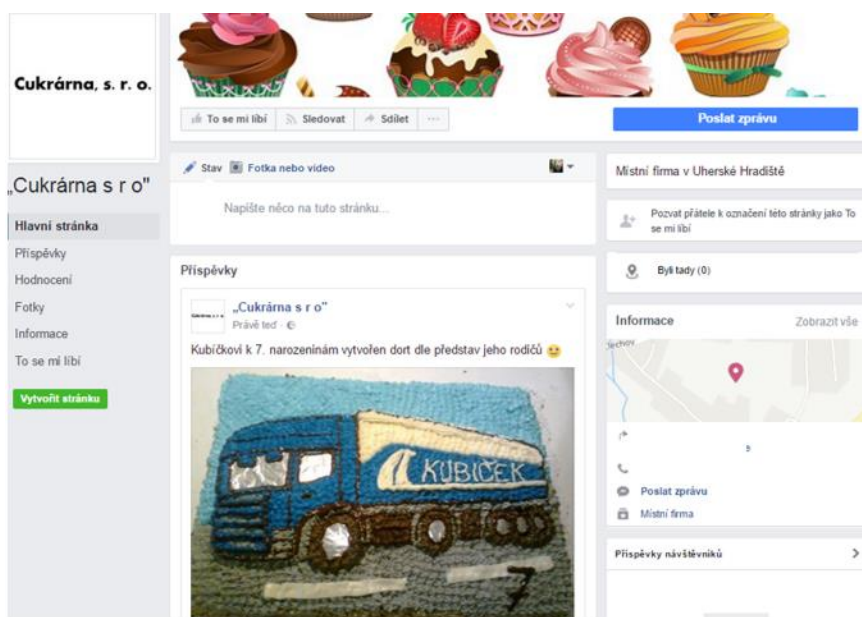 Cukrárna, s. r. o.
„Cukrárna s r o"
Hlavní stránka
Příspěvky
Hodnocení
Fotky
Informace
To se mi líbí
Vytvořit stránku
To se mi líbí
Sledovat
Sdílet
Poslat zprávu
Stav
Fotka nebo video
Napište něco na tuto stránku...
Příspěvky
„Cukrárna s r o"
Právě teď
Kubíčkovi k 7. narozeninám vytvořen dort dle představ jeho rodičů
KUBÍČEK
7
Místní firma v Uherské Hradiště
Pozvat přátele k označení této stránky jako To
se mi líbí
Byli tady (0)
Informace
Zobrazit vše
Poslat zprávu
Místní firma
Příspěvky návštěvníků